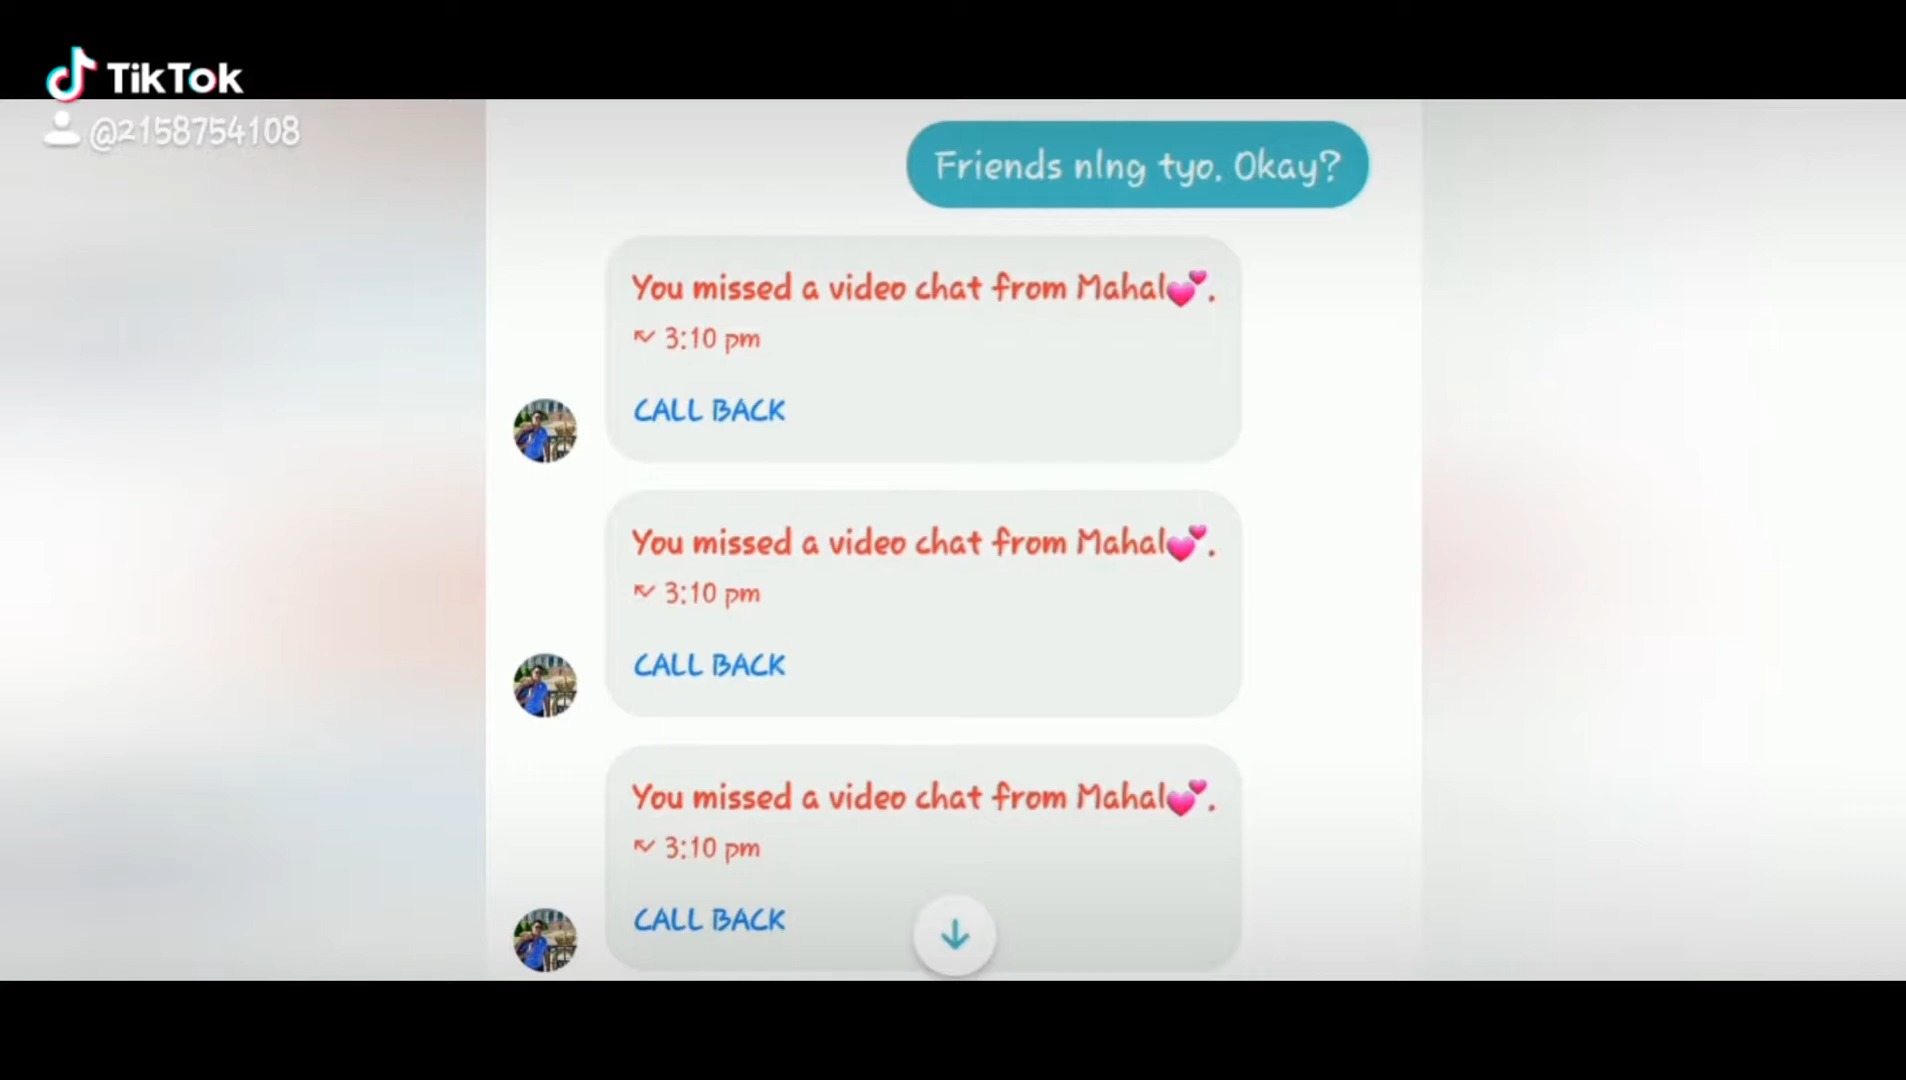 TikTok
@2158754108
Friends nlng tyo. Okay?
You missed a video chat from Mahal💕.
3:10 pm
CALL BACK
You missed a video chat from Mahal💕.
3:10 pm
CALL BACK
You missed a video chat from Mahal💕.
3:10 pm
CALL BACK